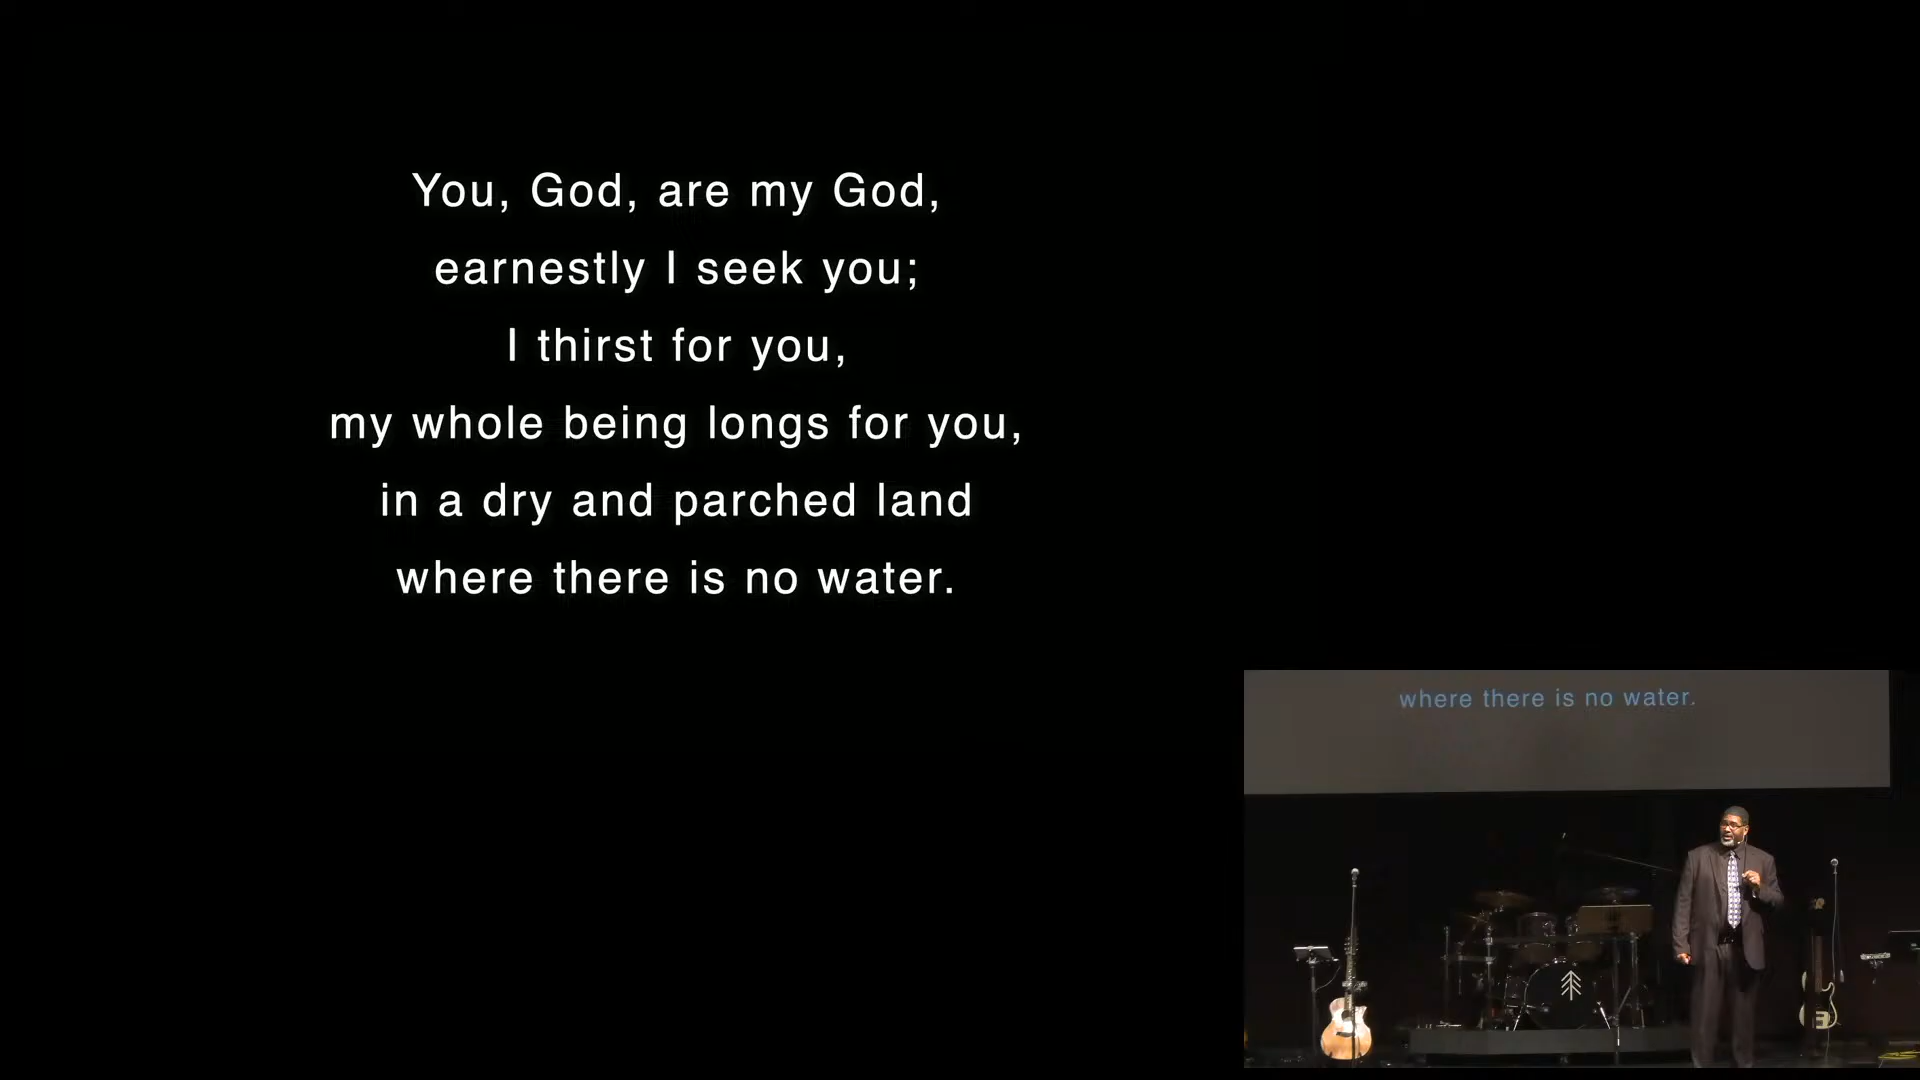 You, God, are my God,
earnestly I seek you;
I thirst for you,
my whole being longs for you,
in a dry and parched land
where there is no water.
where there is no water.